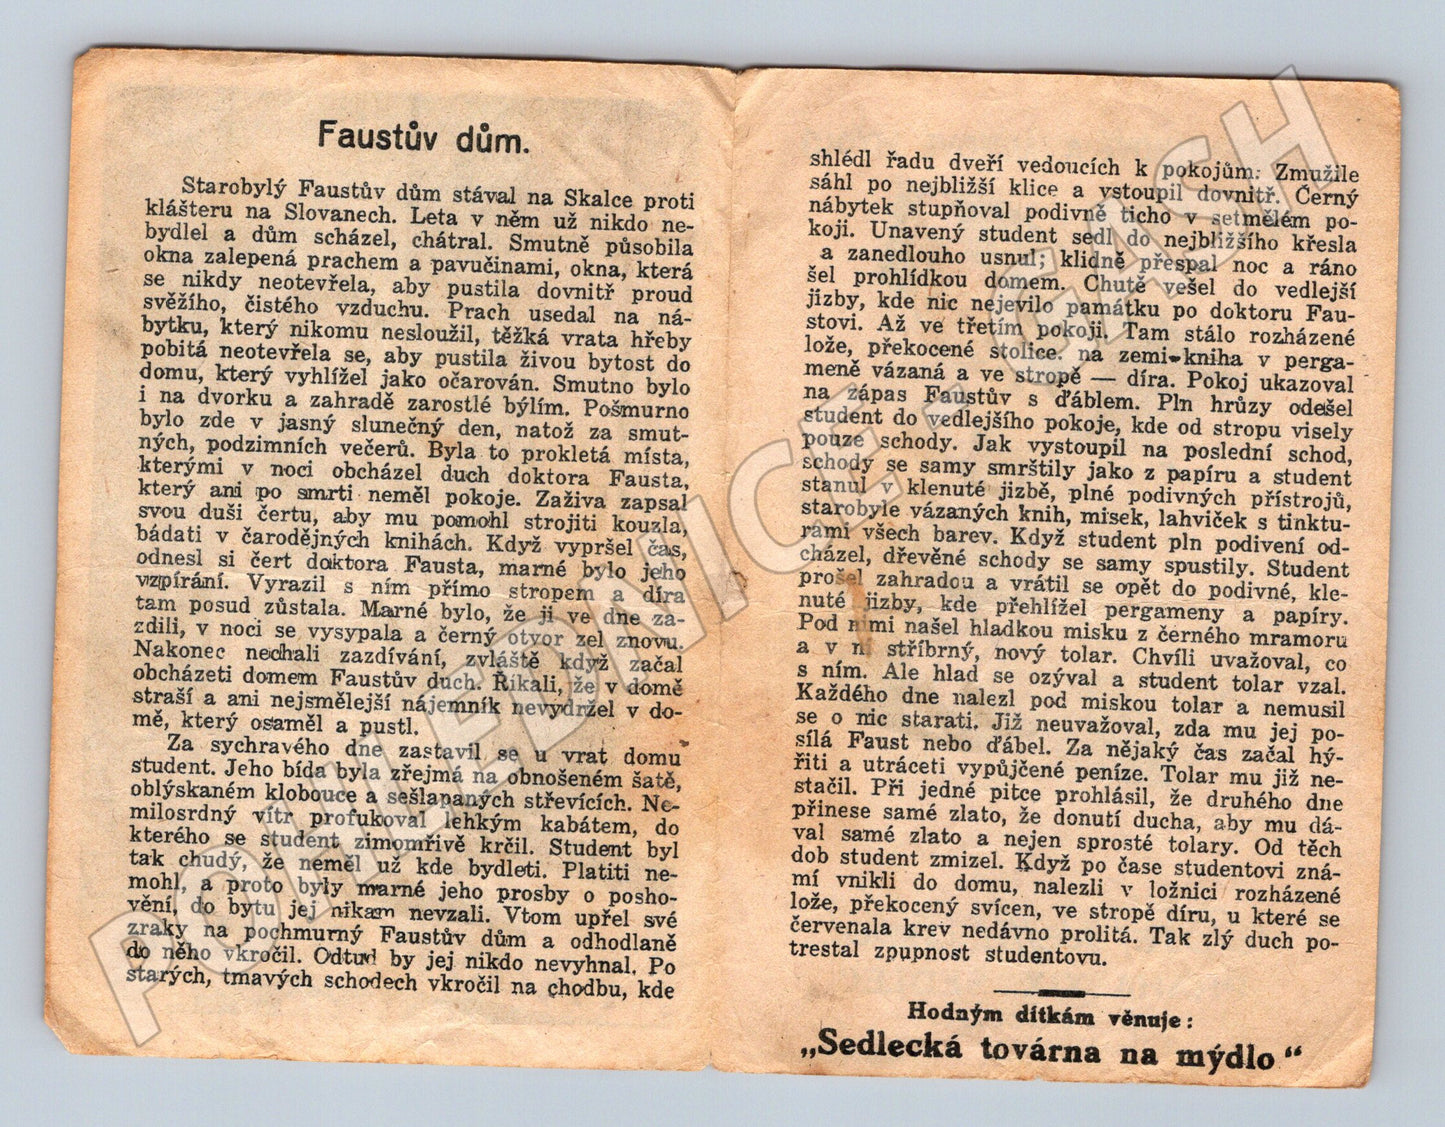 Faustův dům.
Starobylý Faustův dům stával na Skalce proti
klášteru na Slovanech. Leta v něm už nikdo ne-
bydlel a dům scházel, chátral. Smutně působila
okna zalepená prachem a pavučinami, okna, která
se nikdy neotevřela, aby pustila dovnitř proud
svěžího, čistého vzduchu. Prach usedal na ná-
bytku, který nikomu nesloužil, těžká vrata hřeby
pobitá neotevřela se, aby pustila živou bytost do
domu, který vyhlížel jako očarován. Smutno bylo
i na dvorku a zahradě zarostlé býlím. Pošmurno
bylo zde v jasný slunečný den, natož za smut-
ných, podzimních večerů. Byla to prokletá místa,
kterými v noci obcházel duch doktora Fausta,
který ani po smrti neměl pokoje. Zaživa zapsal
svou duši čertu, aby mu pomohl strojiti kouzla,
bádati v čarodějných knihách. Když vypršel čas,
odnesl si čert doktora Fausta, marné bylo jeho
vzpírání. Vyrazil s ním přímo stropem a díra
tam posud zůstala. Marné bylo, že ji ve dne za-
zdili, v noci se vysypala a černý otvor zel znovu.
Nakonec nechali zazdívání, zvláště když začal
obcházeti domem Faustův duch. Říkali, že v domě
straší a ani nejsmělejší nájemník nevydržel v do-
mě, který osaměl a pustl.
Za sychravého dne zastavil se u vrat domu
student. Jeho bída byla zřejmá na obnošeném šatě,
oblýskaném klobouce a sešlapaných střevících. Ne-
milosrdný vítr profukoval lehkým kabátem, do
kterého se student zimomřivě krčil. Student byl
tak chudý, že neměl už kde bydleti. Platiti ne-
mohl, a proto byly marné jeho prosby o posho-
vění, do bytu jej nikam nevzali. Vtom upřel své
zraky na pochmurný Faustův dům a odhodlaně
do něho vkročil. Odtud by jej nikdo nevyhnal. Po
starých, tmavých schodech vkročil na chodbu, kde
shlédl řadu dveří vedoucích k pokojům. Zmužile
sáhl po nejbližší klice a vstoupil dovnitř. Černý
nábytek stupňoval podivně ticho v setmělém po-
koji. Unavený student sedl do nejbližšího křesla
a zanedlouho usnul; klidně přespal noc a ráno
šel prohlídkou domem. Chutě vešel do vedlejší
jizby, kde nic nejevilo památku po doktoru Fau-
stovi. Až ve třetím pokoji. Tam stálo rozházené
lože, překocené stolice. na zemi kniha v perga-
meně vázaná a ve stropě — díra. Pokoj ukazoval
na zápas Faustův s ďáblem. Pln hrůzy odešel
student do vedlejšího pokoje, kde od stropu visely
pouze schody. Jak vystoupil na poslední schod,
schody se samy smrštily jako z papíru a student
stanul v klenuté jizbě, plné podivných přístrojů,
starobyle vázaných knih, misek, lahviček s tinktu-
rami všech barev. Když student pln podivení od-
cházel, dřevěné schody se samy spustily. Student
prošel zahradou a vrátil se opět do podivné, kle-
nuté jizby, kde přehlížel pergameny a papíry.
Pod nimi našel hladkou misku z černého mramoru
a v ní stříbrný, nový tolar. Chvíli uvažoval, co
s ním. Ale hlad se ozýval a student tolar vzal.
Každého dne nalezl pod miskou tolar a nemusil
se o nic starati. Již neuvažoval, zda mu jej po-
sílá Faust nebo ďábel. Za nějaký čas začal hý-
řiti a utráceti vypůjčené peníze. Tolar mu již ne-
stačil. Při jedné pitce prohlásil, že druhého dne
přinese samé zlato, že donutí ducha, aby mu dá-
val samé zlato a nejen sprosté tolary. Od těch
dob student zmizel. Když po čase studentovi zná-
mí vnikli do domu, nalezli v ložnici rozházené
lože, překocený svícen, ve stropě díru, u které se
červenala krev nedávno prolitá. Tak zlý duch po-
trestal zpupnost studentovu.
Hodným dítkám věnuje:
„Sedlecká továrna na mýdlo“
POHLEDNICE.CASH